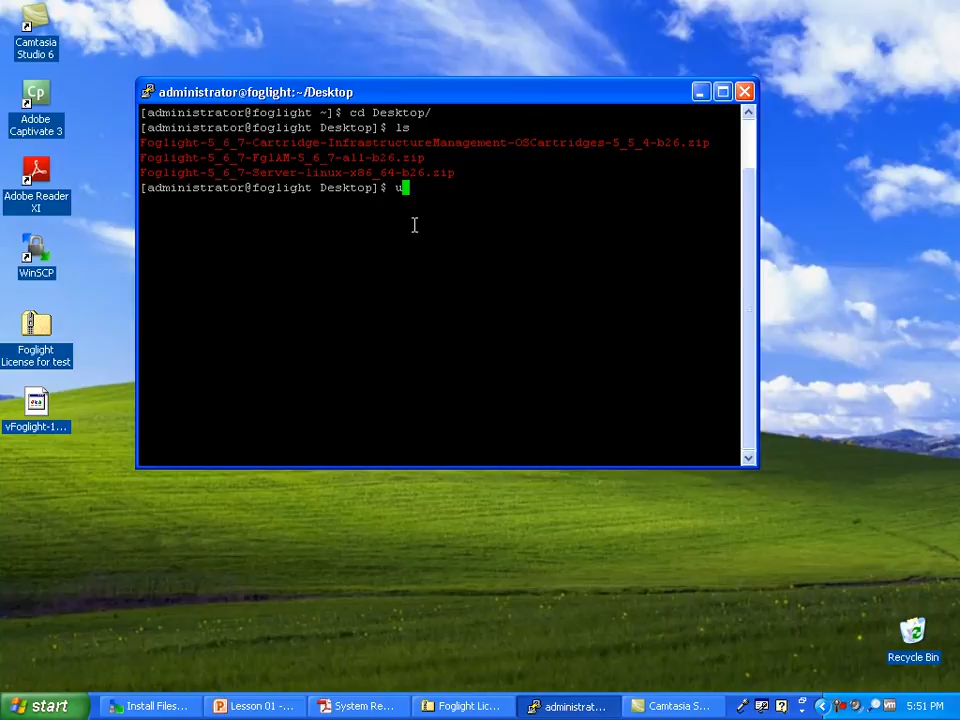 Camtasia
Studio 6
Cp
Adobe
Captivate 3
Adobe Reader
XI
WinSCP
Foglight
License for test
vFoglight-1...
administrator@foglight:~/Desktop
[administrator@foglight ~]$ cd Desktop/
[administrator@foglight Desktop]$ ls
Foglight-5_6_7-Cartridge-InfrastructureManagement-OSCartridges-5_5_4-b26.zip
Foglight-5_6_7-FglAM-5_6_7-all-b26.zip
Foglight-5_6_7-Server-linux-x86_64-b26.zip
[administrator@foglight Desktop]$ u
Recycle Bin
start
Install Files...
Lesson 01 -...
System Re...
Foglight Lic...
administrat...
Camtasia S...
5:51 PM